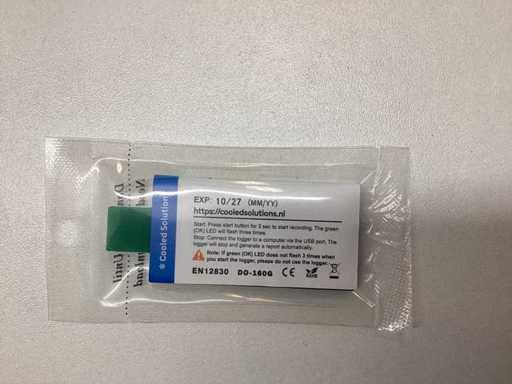 Cooled Solution
EXP: 10/27 (MM/YY)
https://cooledsolutions.nl
Start: Press start button for 3 sec to start recording. The green
(OK) LED will flash three times.
Stop: Connect the logger to a computer via the USB port. The
logger will stop and generate a report automatically.
Note: If green (OK) LED does not flash 3 times when
you start the logger, please do not use the logger.
EN12830 DO-160G CE
Until